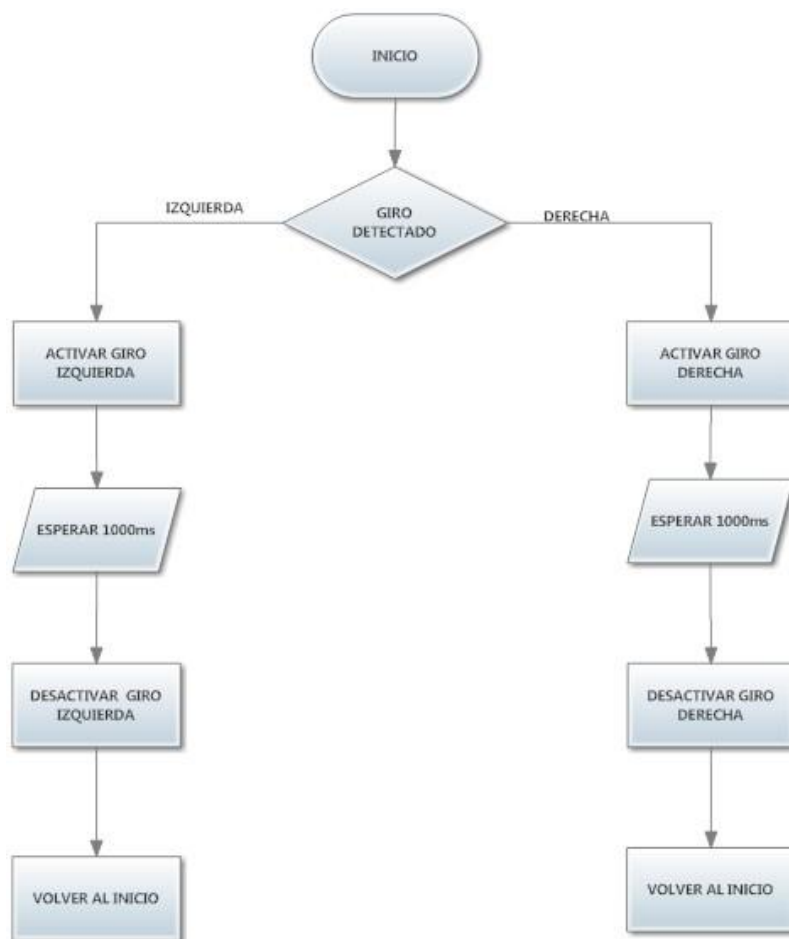 INICIO
GIRO
DETECTADO
IZQUIERDA
DERECHA
ACTIVAR GIRO
IZQUIERDA
ACTIVAR GIRO
DERECHA
ESPERAR 1000ms
ESPERAR 1000ms
DESACTIVAR GIRO
IZQUIERDA
DESACTIVAR GIRO
DERECHA
VOLVER AL INICIO
VOLVER AL INICIO